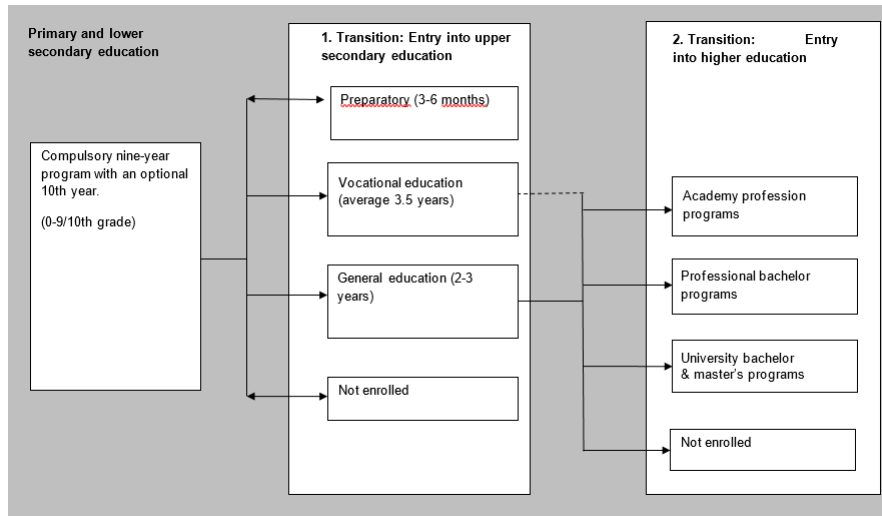 Primary and lower
secondary education
Compulsory nine-year
program with an optional
10th year.
(0-9/10th grade)
1. Transition: Entry into upper
secondary education
Preparatory (3-6 months)
Vocational education
(average 3.5 years)
General education (2-3
years)
Not enrolled
2. Transition: Entry
into higher education
Academy profession
programs
Professional bachelor
programs
University bachelor
& master's programs
Not enrolled